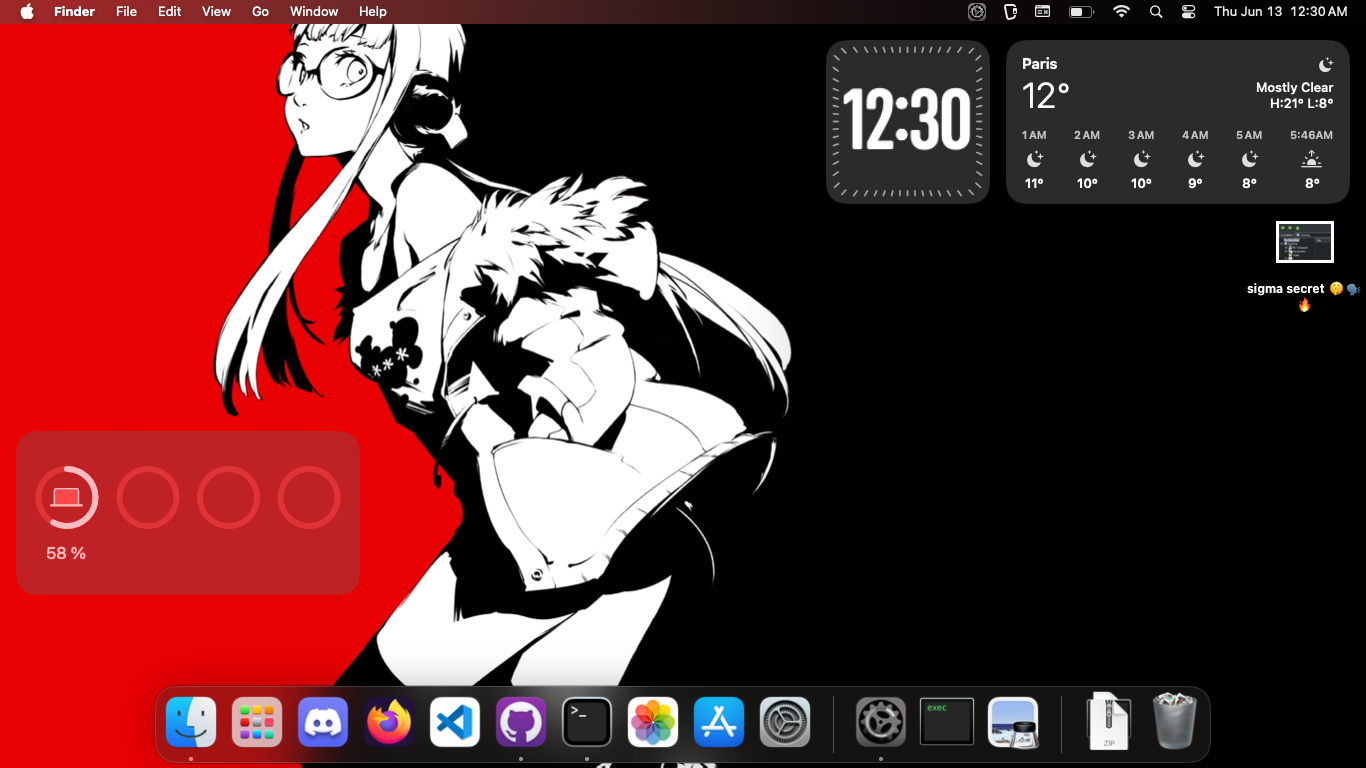 Finder File Edit View Go Window Help Thu Jun 13 12:30 AM
12:30
Paris
12°
Mostly Clear
H:21° L:8°
1 AM 2 AM 3 AM 4 AM 5 AM 5:46AM
11° 10° 10° 9° 8° 8°
sigma secret 🤫🗣️
🔥
58 %
>_
exec
ZIP